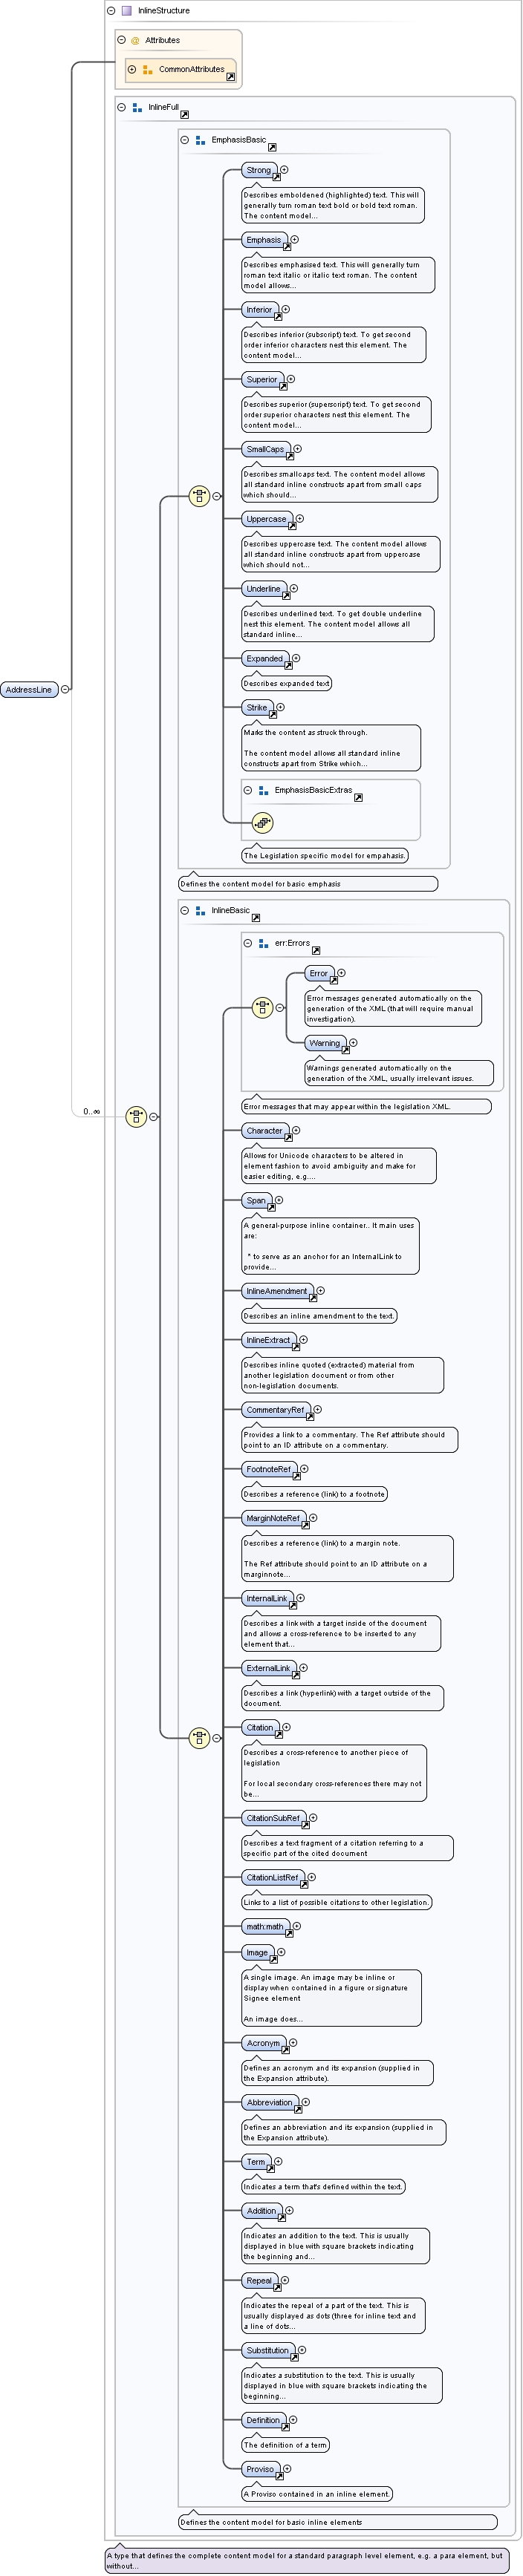 InlineStructure
Attributes
CommonAttributes
InlineFull
EmphasisBasic
Strong
Describes emboldened (highlighted) text. This will
generally turn roman text bold or bold text roman.
The content model...
Emphasis
Describes emphasised text. This will generally turn
roman text italic or italic text roman. The content
model allows...
Inferior
Describes inferior (subscript) text. To get second
order inferior characters nest this element. The
content model...
Superior
Describes superior (superscript) text. To get second
order superior characters nest this element. The
content model...
SmallCaps
Describes smallcaps text. The content model allows
all standard inline constructs apart from small caps
which should...
Uppercase
Describes uppercase text. The content model allows
all standard inline constructs apart from uppercase
which should not...
Underline
Describes underlined text. To get double underline
nest this element. The content model allows all
standard inline...
Expanded
Describes expanded text
AddressLine
Strike
Marks the content as struck through.
The content model allows all standard inline
constructs apart from Strike which...
EmphasisBasicExtras
The Legislation specific model for empahasis.
Defines the content model for basic emphasis
InlineBasic
err:Errors
Error
Error messages generated automatically on the
generation of the XML (that will require manual
investigation).
Warning
Warnings generated automatically on the
generation of the XML, usually irrelevant issues.
Error messages that may appear within the legislation XML.
0..∞
Character
Allows for Unicode characters to be altered in
element fashion to avoid ambiguity and make for
easier editing, e.g....
Span
A general-purpose inline container.. It main uses
are:
* to serve as an anchor for an InternalLink to
provide...
InlineAmendment
Describes an inline amendment to the text.
InlineExtract
Describes inline quoted (extracted) material from
another legislation document or from other
non-legislation documents.
CommentaryRef
Provides a link to a commentary. The Ref attribute should
point to an ID attribute on a commentary.
FootnoteRef
Describes a reference (link) to a footnote
MarginNoteRef
Describes a reference (link) to a margin note.
The Ref attribute should point to an ID attribute on a
marginnote...
InternalLink
Describes a link with a target inside of the document
and allows a cross-reference to be inserted to any
element that...
ExternalLink
Describes a link (hyperlink) with a target outside of the
document.
Citation
Describes a cross-reference to another piece of
legislation
For local secondary cross-references there may not
be...
CitationSubRef
Describes a text fragment of a citation referring to a
specific part of the cited document
CitationListRef
Links to a list of possible citations to other legislation.
math:math
Image
A single image. An image may be inline or
display when contained in a figure or signature
Signee element
An image does...
Acronym
Defines an acronym and its expansion (supplied in
the Expansion attribute).
Abbreviation
Defines an abbreviation and its expansion (supplied in
the Expansion attribute).
Term
Indicates a term that's defined within the text.
Addition
Indicates an addition to the text. This is usually
displayed in blue with square brackets indicating
the beginning and...
Repeal
Indicates the repeal of a part of the text. This is
usually displayed as dots (three for inline text and
a line of dots...
Substitution
Indicates a substitution to the text. This is usually
displayed in blue with square brackets indicating the
beginning...
Definition
The definition of a term
Proviso
A Proviso contained in an inline element.
Defines the content model for basic inline elements
A type that defines the complete content model for a standard paragraph level element, e.g. a para element, but
without...